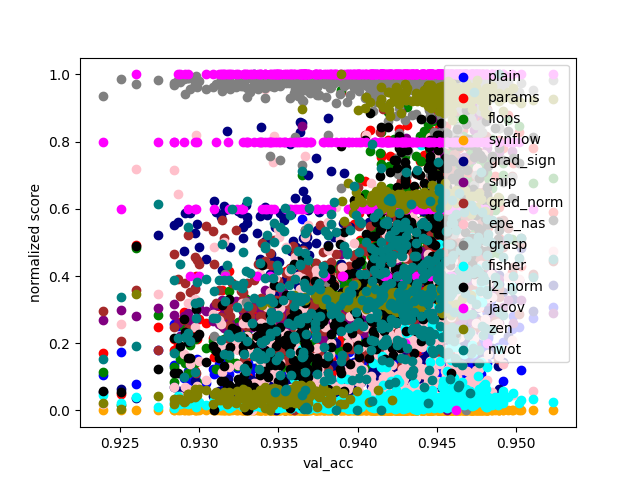 1.0
0.8
0.6
0.4
0.2
0.0
normalized score
0.925
0.930
0.935
0.940
0.945
0.950
val_acc
plain
params
flops
synflow
grad_sign
snip
grad_norm
epe_nas
grasp
fisher
l2_norm
jacov
zen
nwot